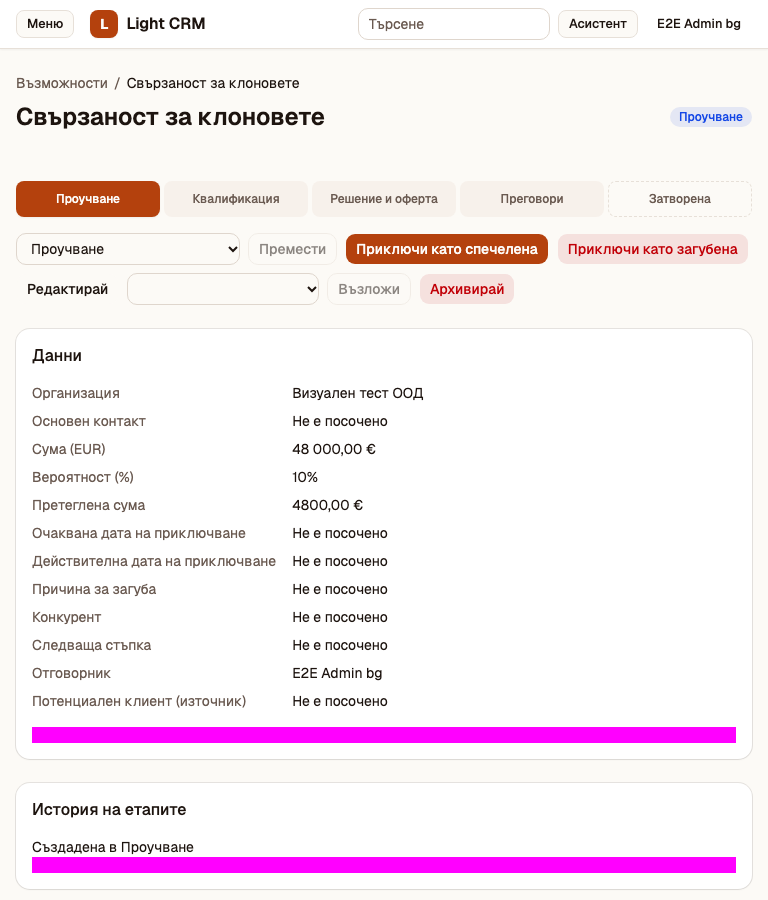 Меню L Light CRM Търсене Асистент E2E Admin bg
Възможности / Свързаност за клоновете
Свързаност за клоновете Проучване
Проучване Квалификация Решение и оферта Преговори Затворена
Проучване Премести Приключи като спечелена Приключи като загубена
Редактирай Възложи Архивирай
Данни
Организация Визуален тест ООД
Основен контакт Не е посочено
Сума (EUR) 48 000,00 €
Вероятност (%) 10%
Претеглена сума 4800,00 €
Очаквана дата на приключване Не е посочено
Действителна дата на приключване Не е посочено
Причина за загуба Не е посочено
Конкурент Не е посочено
Следваща стъпка Не е посочено
Отговорник E2E Admin bg
Потенциален клиент (източник) Не е посочено
История на етапите
Създадена в Проучване